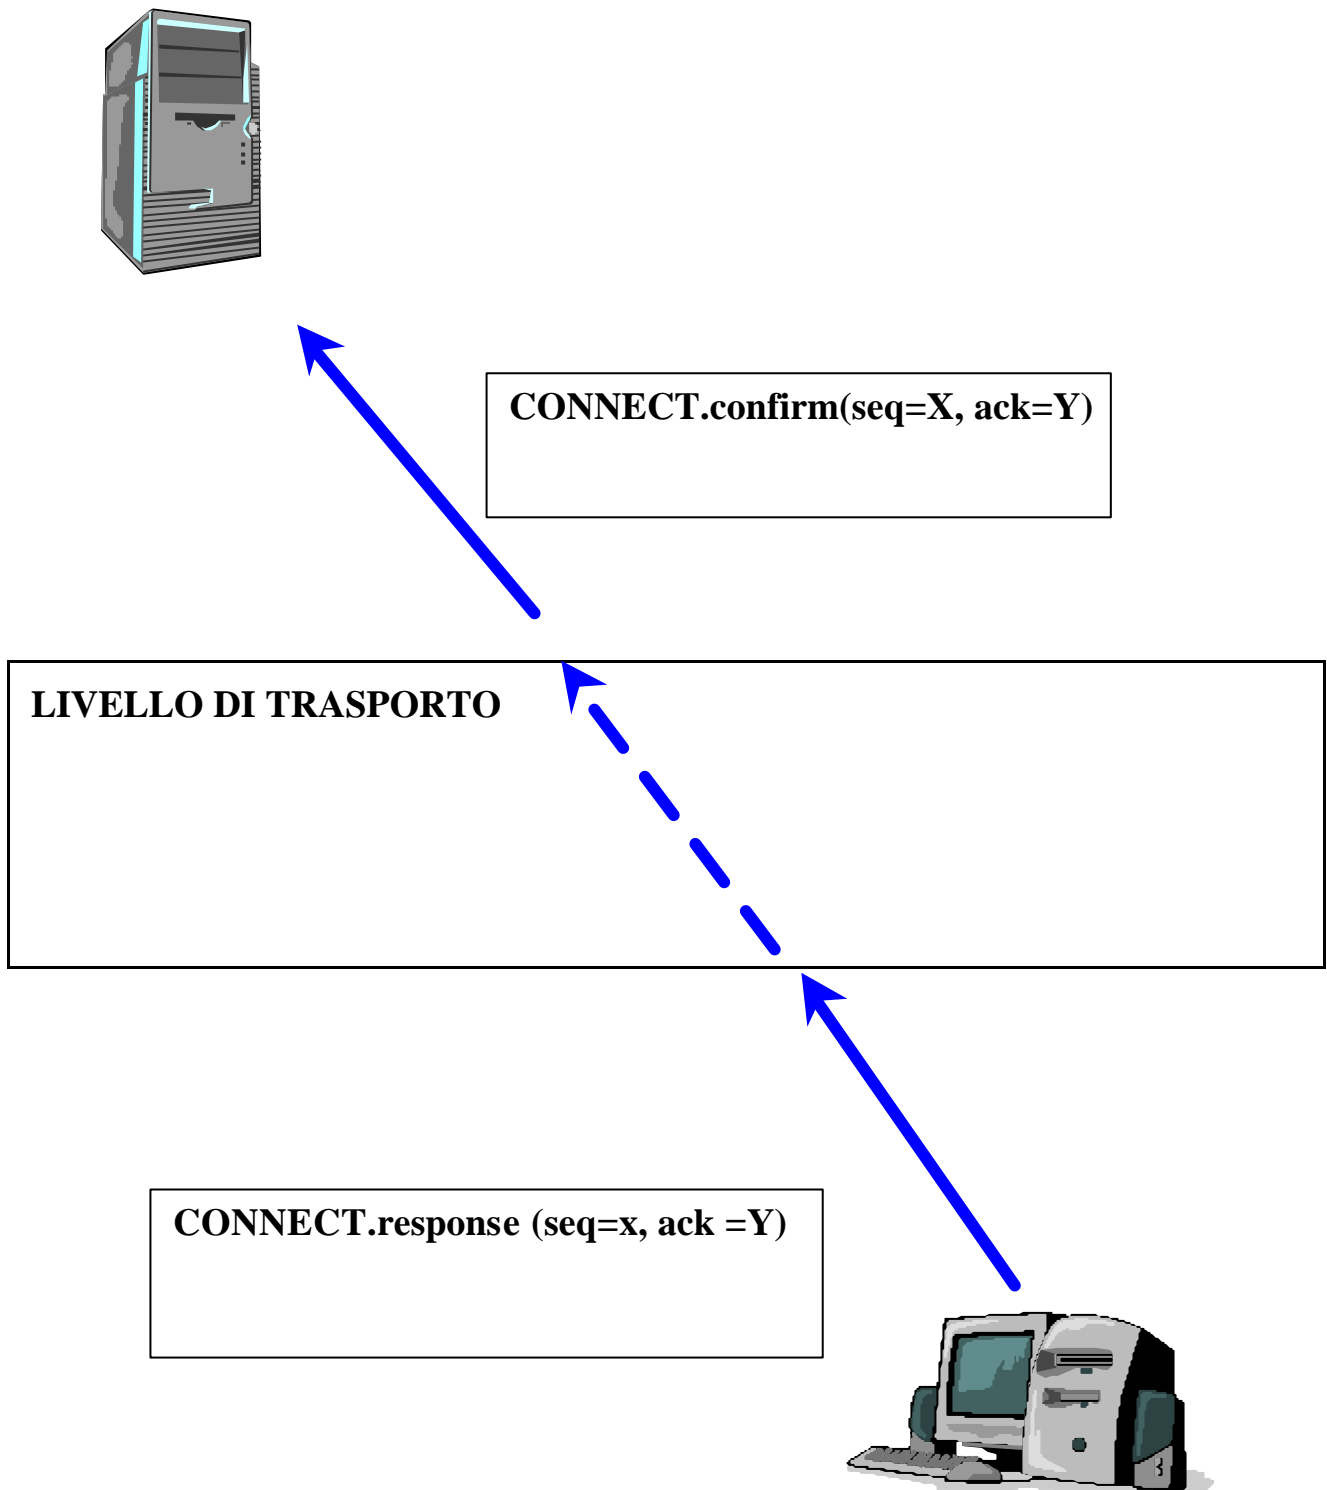 CONNECT.confirm(seq=X, ack=Y)
LIVELLO DI TRASPORTO
CONNECT.response (seq=x, ack =Y)